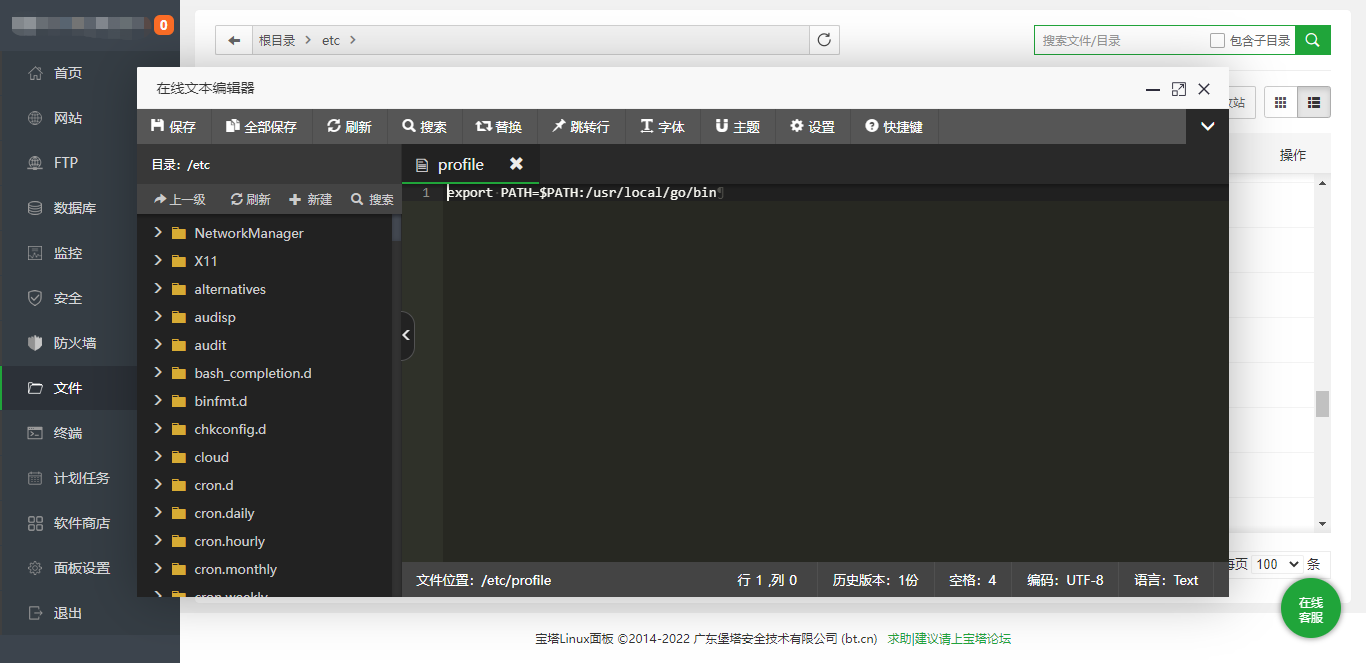 0
首页
网站
FTP
数据库
监控
安全
防火墙
文件
终端
计划任务
软件商店
面板设置
退出
根目录 etc
搜索文件/目录 包含子目录
站
操作
在线文本编辑器
保存 全部保存 刷新 搜索 替换 跳转行 字体 主题 设置 快捷键
目录：/etc
上一级 刷新 新建 搜索
NetworkManager
X11
alternatives
audisp
audit
bash_completion.d
binfmt.d
chkconfig.d
cloud
cron.d
cron.daily
cron.hourly
cron.monthly
cron.weekly
profile
1 export PATH=$PATH:/usr/local/go/bin
文件位置：/etc/profile 行 1 ,列 0 历史版本：1份 空格：4 编码：UTF-8 语言：Text
每页 100 条
在线
客服
宝塔Linux面板 ©2014-2022 广东堡塔安全技术有限公司 (bt.cn) 求助|建议请上宝塔论坛